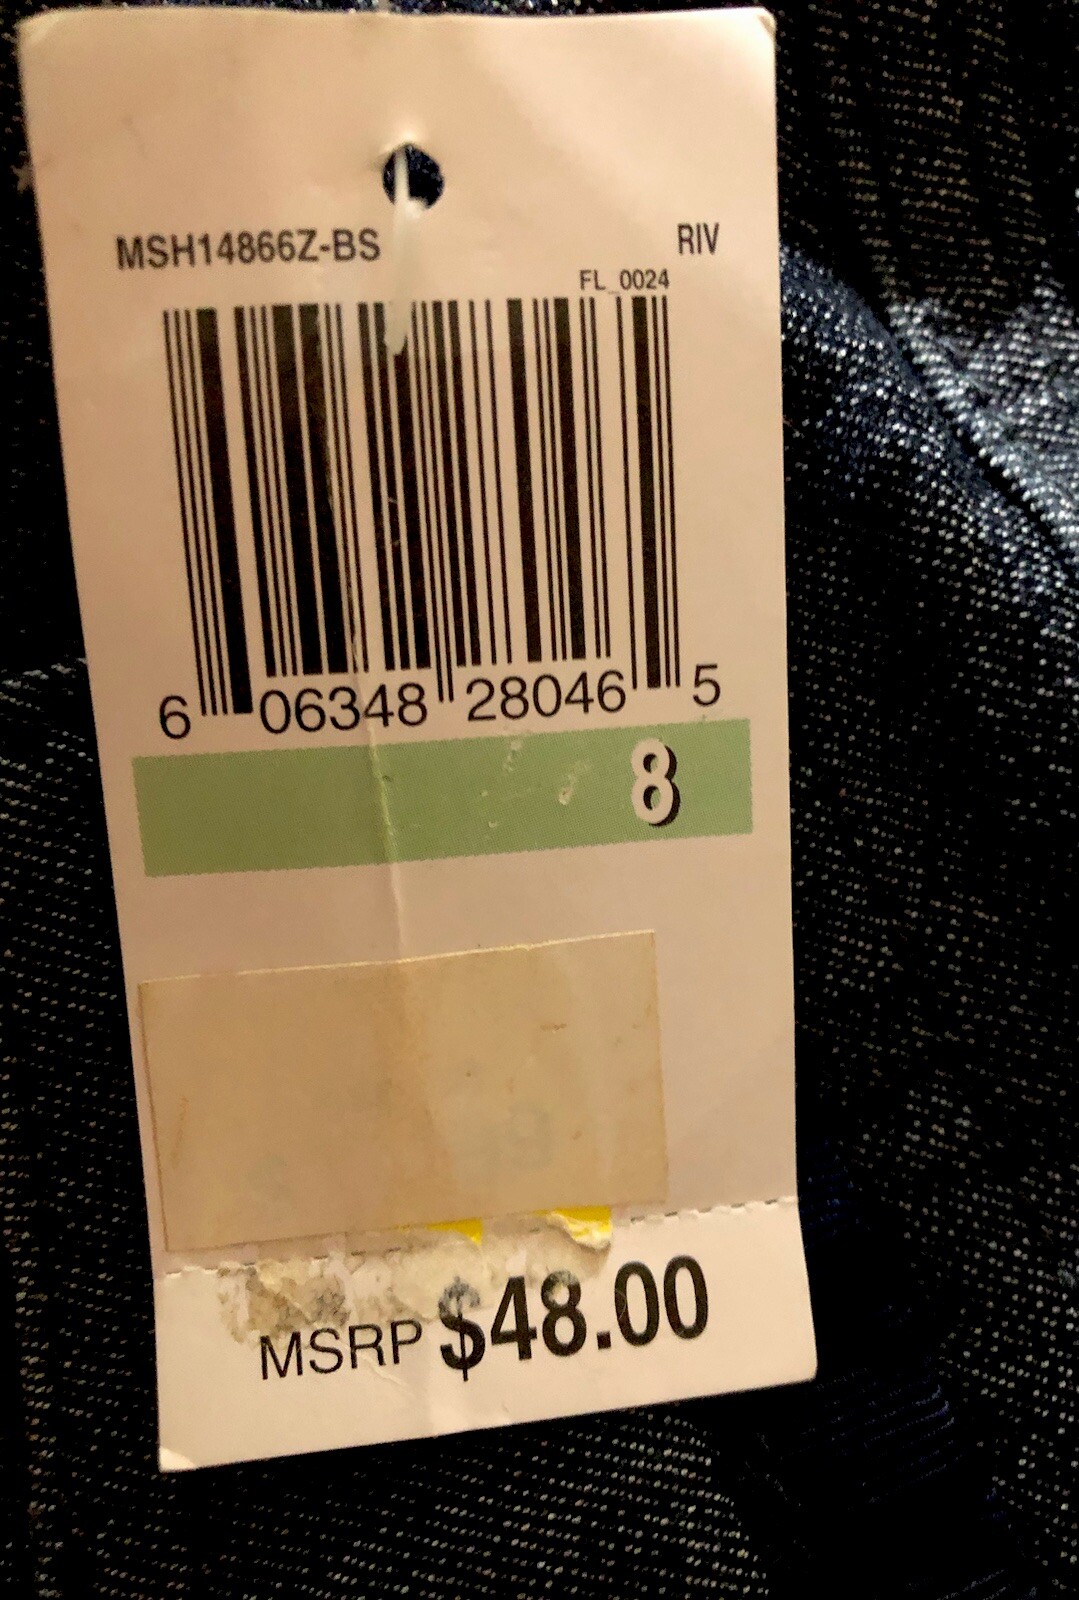 MSH14866Z-BS
RIV
FL_0024
6 06348 28046 5
8
MSRP $48.00